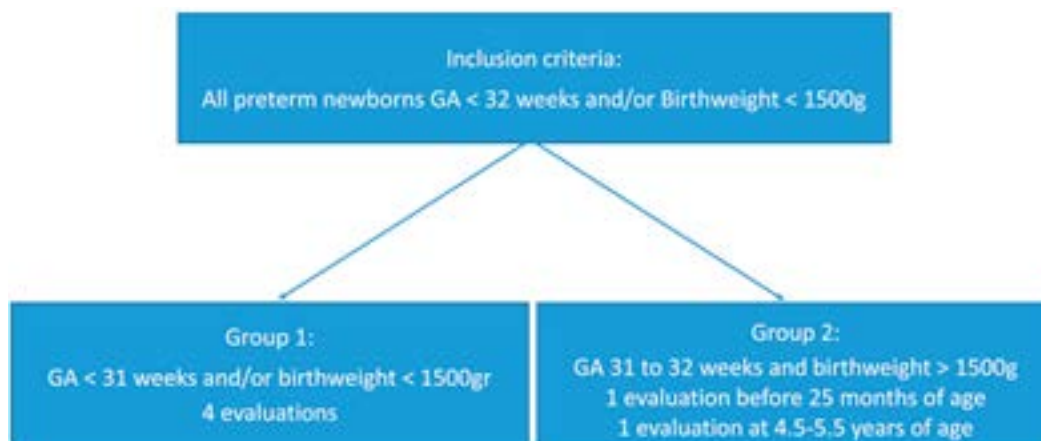 Inclusion criteria:
All preterm newborns GA < 32 weeks and/or Birthweight < 1500g
Group 1:
GA < 31 weeks and/or birthweight < 1500gr
4 evaluations
Group 2:
GA 31 to 32 weeks and birthweight > 1500g
1 evaluation before 25 months of age
1 evaluation at 4.5-5.5 years of age